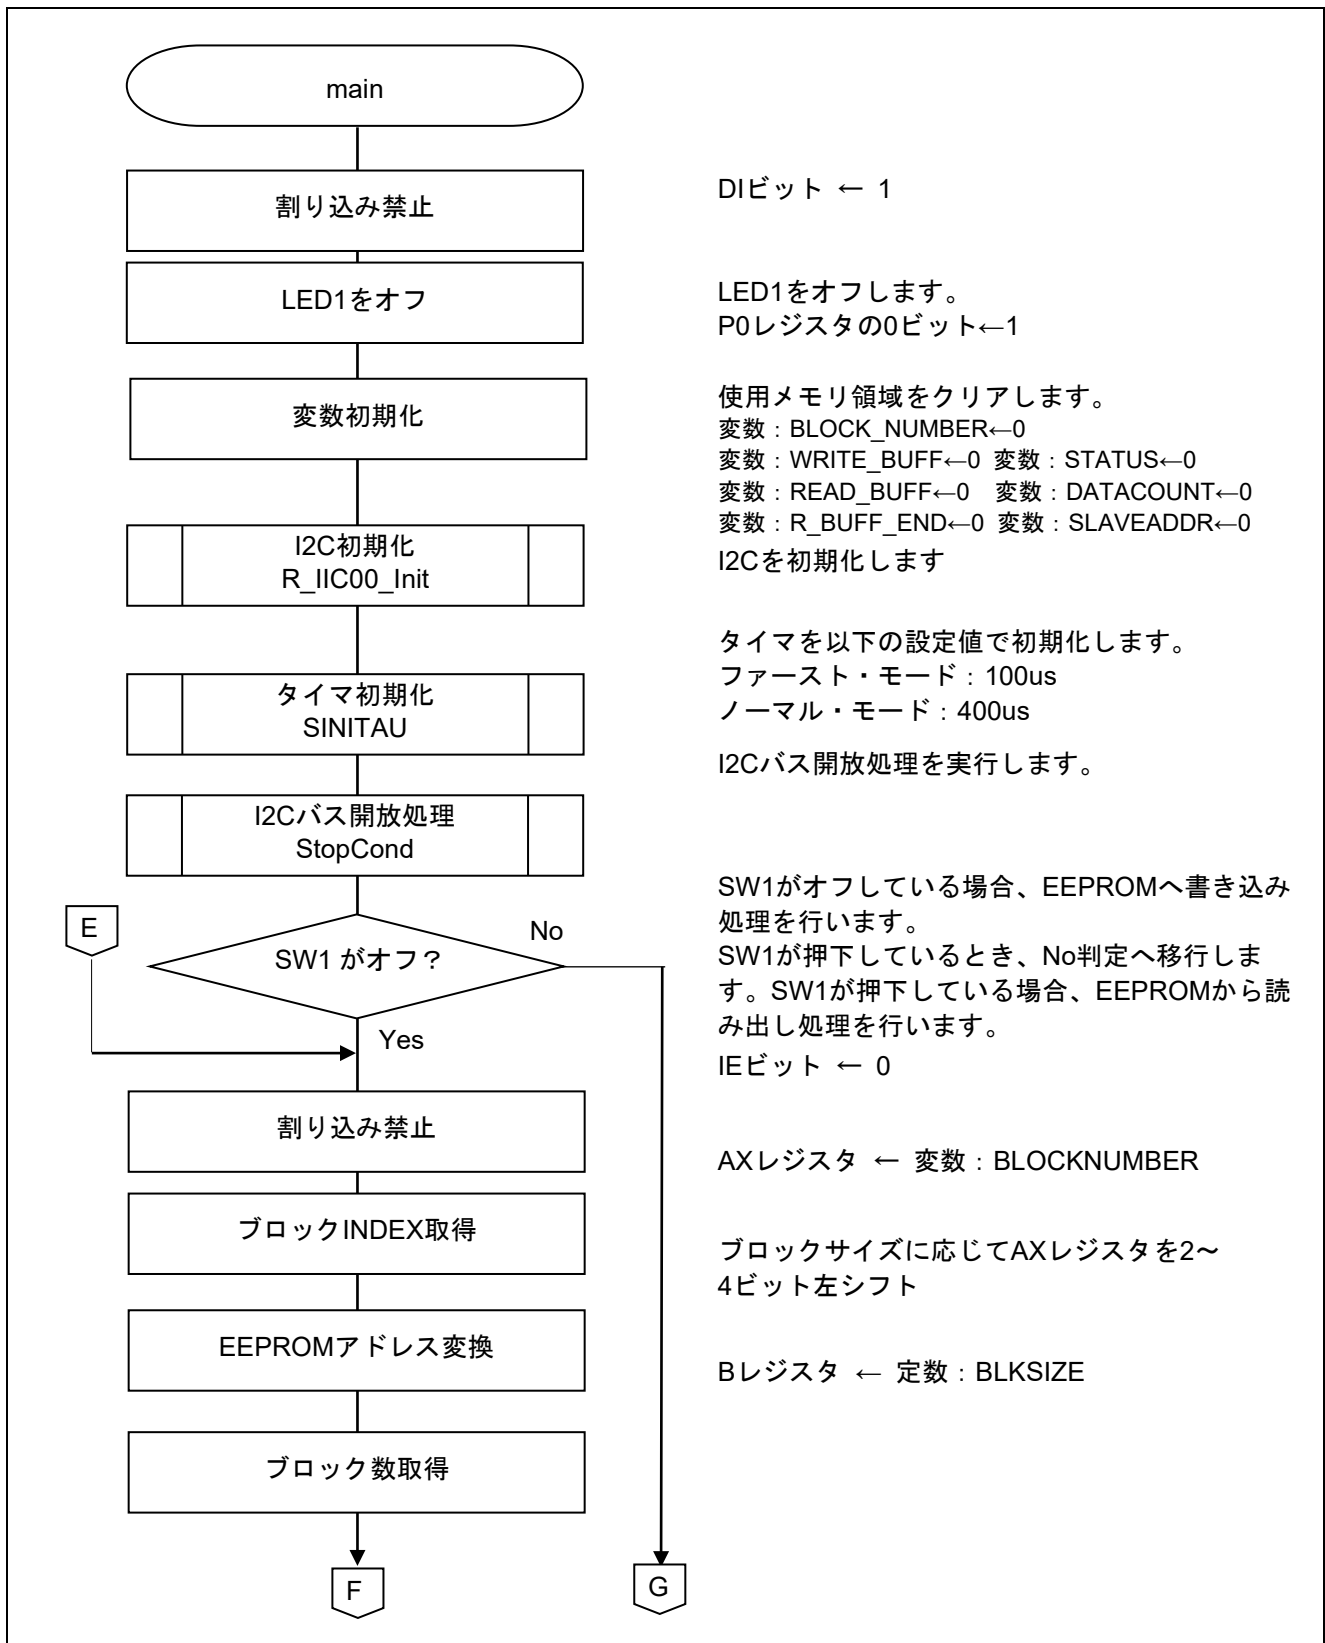 main
割り込み禁止
DIビット ← 1
LED1をオフ
LED1をオフします。
P0レジスタの0ビット←1
変数初期化
使用メモリ領域をクリアします。
変数：BLOCK_NUMBER←0
変数：WRITE_BUFF←0 変数：STATUS←0
変数：READ_BUFF←0 変数：DATACOUNT←0
変数：R_BUFF_END←0 変数：SLAVEADDR←0
I2C初期化
R_IIC00_Init
I2Cを初期化します
タイマ初期化
SINITAU
タイマを以下の設定値で初期化します。
ファースト・モード：100us
ノーマル・モード：400us
I2Cバス開放処理
StopCond
I2Cバス開放処理を実行します。
E
SW1 がオフ？
No
Yes
SW1がオフしている場合、EEPROMへ書き込み
処理を行います。
SW1が押下しているとき、No判定へ移行しま
す。SW1が押下している場合、EEPROMから読
み出し処理を行います。
割り込み禁止
IEビット ← 0
ブロックINDEX取得
AXレジスタ ← 変数：BLOCKNUMBER
EEPROMアドレス変換
ブロックサイズに応じてAXレジスタを2～
4ビット左シフト
ブロック数取得
Bレジスタ ← 定数：BLKSIZE
F
G